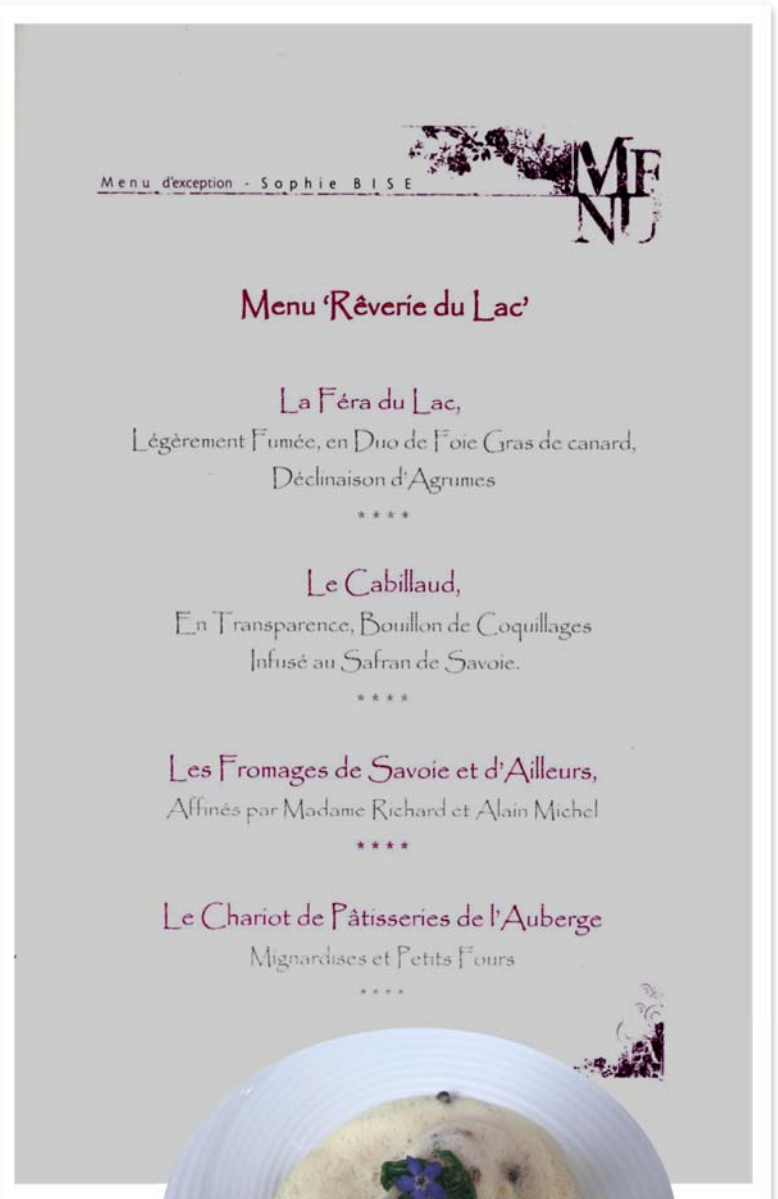 Menu d'exception - Sophie BISE
MENU
Menu ‘Rêverie du Lac’
La Féra du Lac,
Légèrement Fumée, en Duo de Foie Gras de canard,
Déclinaison d'Agrumes
* * * *
Le Cabillaud,
En Transparence, Bouillon de Coquillages
Infusé au Safran de Savoie.
* * * *
Les Fromages de Savoie et d'Ailleurs,
Affinés par Madame Richard et Alain Michel
* * * *
Le Chariot de Pâtisseries de l'Auberge
Mignardises et Petits Fours
* * * *